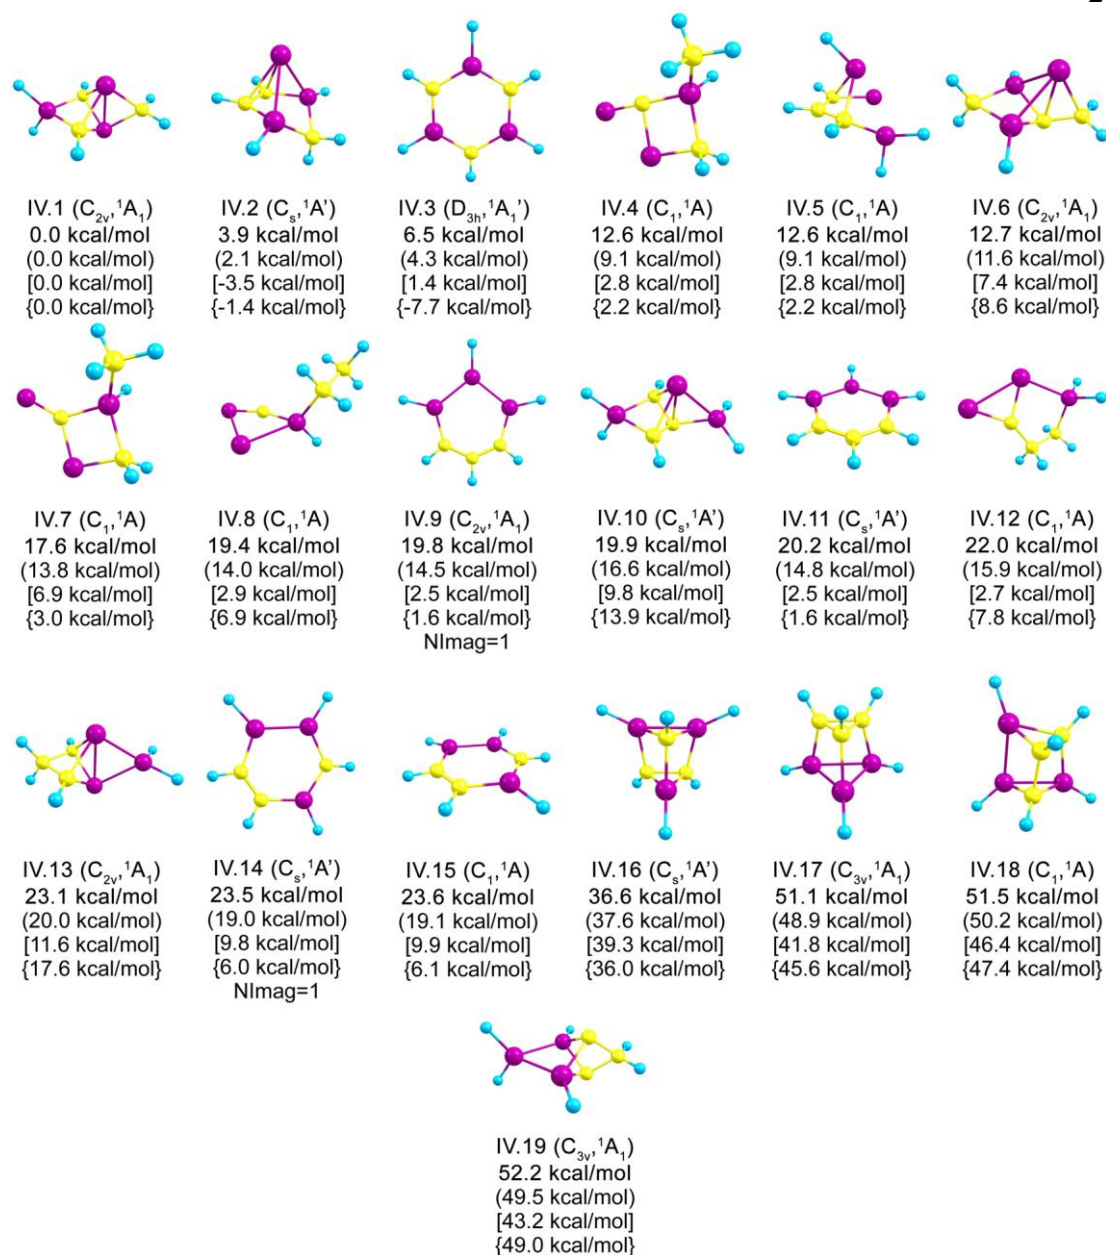 IV.1 (C2v,¹A1) IV.2 (Cs,¹A') IV.3 (D3h,¹A1') IV.4 (C1,¹A) IV.5 (C1,¹A) IV.6 (C2v,¹A1)
0.0 kcal/mol 3.9 kcal/mol 6.5 kcal/mol 12.6 kcal/mol 12.6 kcal/mol 12.7 kcal/mol
(0.0 kcal/mol) (2.1 kcal/mol) (4.3 kcal/mol) (9.1 kcal/mol) (9.1 kcal/mol) (11.6 kcal/mol)
[0.0 kcal/mol] [-3.5 kcal/mol] [1.4 kcal/mol] [2.8 kcal/mol] [2.8 kcal/mol] [7.4 kcal/mol]
{0.0 kcal/mol} {-1.4 kcal/mol} {-7.7 kcal/mol} {2.2 kcal/mol} {2.2 kcal/mol} {8.6 kcal/mol}
IV.7 (C1,¹A) IV.8 (C1,¹A) IV.9 (C2v,¹A1) IV.10 (Cs,¹A') IV.11 (Cs,¹A') IV.12 (C1,¹A)
17.6 kcal/mol 19.4 kcal/mol 19.8 kcal/mol 19.9 kcal/mol 20.2 kcal/mol 22.0 kcal/mol
(13.8 kcal/mol) (14.0 kcal/mol) (14.5 kcal/mol) (16.6 kcal/mol) (14.8 kcal/mol) (15.9 kcal/mol)
[6.9 kcal/mol] [2.9 kcal/mol] [2.5 kcal/mol] [9.8 kcal/mol] [2.5 kcal/mol] [2.7 kcal/mol]
{3.0 kcal/mol} {6.9 kcal/mol} {1.6 kcal/mol} {13.9 kcal/mol} {1.6 kcal/mol} {7.8 kcal/mol}
NImag=1
IV.13 (C2v,¹A1) IV.14 (Cs,¹A') IV.15 (C1,¹A) IV.16 (Cs,¹A') IV.17 (C3v,¹A1) IV.18 (C1,¹A)
23.1 kcal/mol 23.5 kcal/mol 23.6 kcal/mol 36.6 kcal/mol 51.1 kcal/mol 51.5 kcal/mol
(20.0 kcal/mol) (19.0 kcal/mol) (19.1 kcal/mol) (37.6 kcal/mol) (48.9 kcal/mol) (50.2 kcal/mol)
[11.6 kcal/mol] [9.8 kcal/mol] [9.9 kcal/mol] [39.3 kcal/mol] [41.8 kcal/mol] [46.4 kcal/mol]
{17.6 kcal/mol} {6.0 kcal/mol} {6.1 kcal/mol} {36.0 kcal/mol} {45.6 kcal/mol} {47.4 kcal/mol}
NImag=1
IV.19 (C3v,¹A1)
52.2 kcal/mol
(49.5 kcal/mol)
[43.2 kcal/mol]
{49.0 kcal/mol}